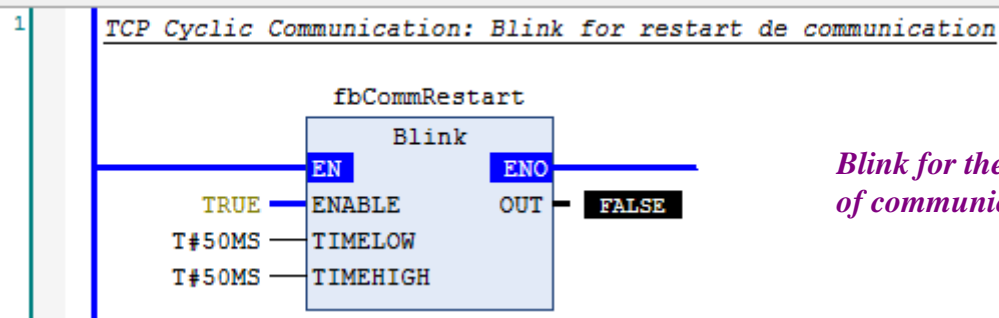 1
TCP Cyclic Communication: Blink for restart de communication
fbCommRestart
Blink
EN ENO
TRUE ENABLE OUT FALSE
T#50MS TIMELOW
T#50MS TIMEHIGH
Blink for the
of